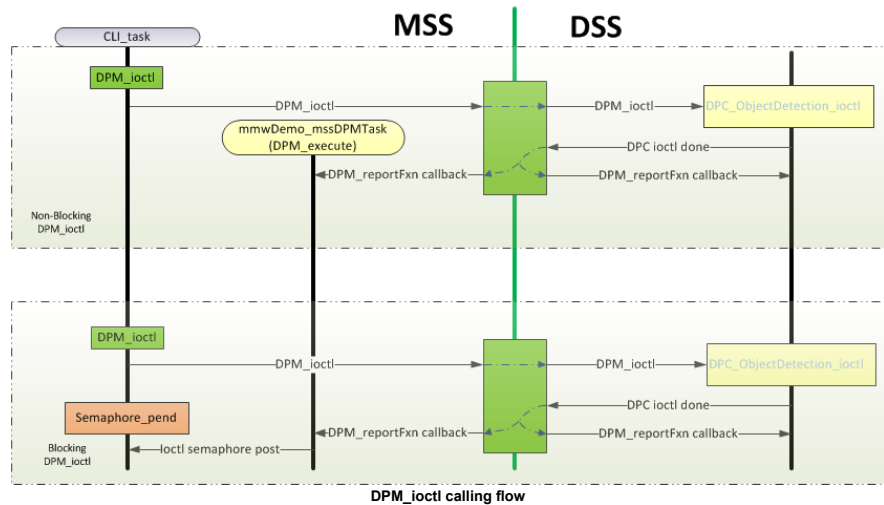 MSS
DSS
CLI_task
DPM_ioctl
DPM_ioctl
DPM_ioctl
DPC_ObjectDetection_ioctl
mmwDemo_mssDPMTask
(DPM_execute)
DPC ioctl done
DPM_reportFxn callback
DPM_reportFxn callback
Non-Blocking
DPM_ioctl
DPM_ioctl
DPM_ioctl
DPM_ioctl
DPC_ObjectDetection_ioctl
Semaphore_pend
DPC ioctl done
DPM_reportFxn callback
DPM_reportFxn callback
Ioctl semaphore post
Blocking
DPM_ioctl
DPM_ioctl calling flow